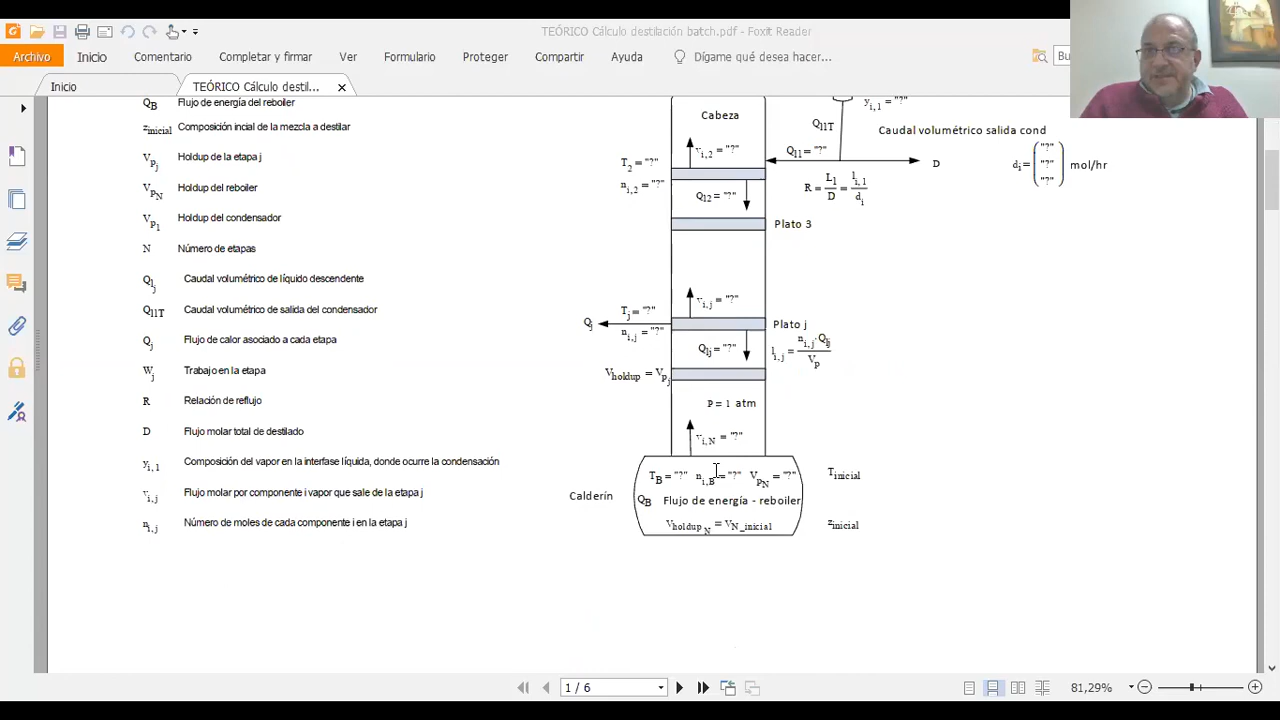 TEÓRICO Cálculo destilación batch.pdf - Foxit Reader
Archivo Inicio Comentario Completar y firmar Ver Formulario Proteger Compartir Ayuda Dígame qué desea hacer...
Inicio TEÓRICO Cálculo destil...
Q_B Flujo de energía del reboiler
z_inicial Composición incial de la mezcla a destilar
V_pj Holdup de la etapa j
V_pN Holdup del reboiler
V_p1 Holdup del condensador
N Número de etapas
Q_lj Caudal volumétrico de líquido descendente
Q_l1T Caudal volumétrico de salida del condensador
Q_j Flujo de calor asociado a cada etapa
W_j Trabajo en la etapa
R Relación de reflujo
D Flujo molar total de destilado
y_i,1 Composición del vapor en la interfase líquida, donde ocurre la condensación
v_i,j Flujo molar por componente i vapor que sale de la etapa j
n_i,j Número de moles de cada componente i en la etapa j
y_i,1 = "?"
Cabeza
Q_l1T
Caudal volumétrico salida cond
v_i,2 = "?"
Q_l1 = "?"
T_2 = "?"
D
d_i = ("?" "?" "?") mol/hr
n_i,2 = "?"
Q_l2 = "?"
R = L_1/D = l_i,1/d_i
Plato 3
v_i,j = "?"
T_j = "?"
Q_j
n_i,j = "?"
Plato j
Q_lj = "?"
l_i,j = n_i,j·Q_lj/V_p
V_holdup = V_pj
P = 1 atm
v_i,N = "?"
T_B = "?" n_i,B = "?" V_pN = "?"
T_inicial
Calderín
Q_B Flujo de energía - reboiler
V_holdup_N = V_N_inicial
z_inicial
1 / 6
81,29%